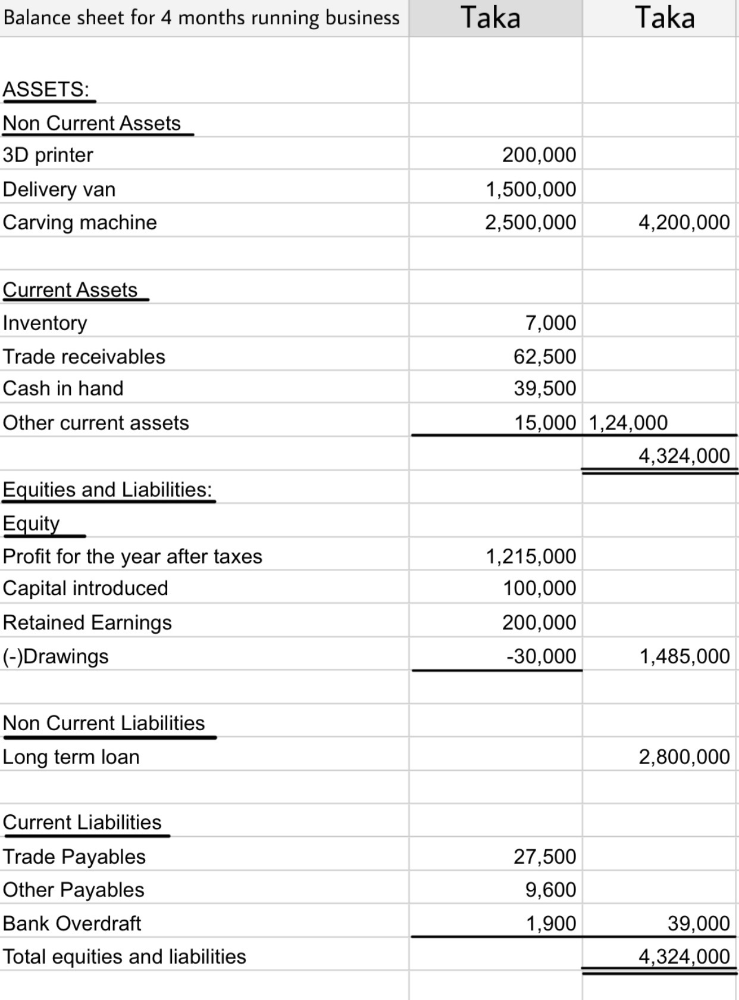 Balance sheet for 4 months running business Taka Taka
ASSETS:
Non Current Assets
3D printer 200,000
Delivery van 1,500,000
Carving machine 2,500,000 4,200,000
Current Assets
Inventory 7,000
Trade receivables 62,500
Cash in hand 39,500
Other current assets 15,000 1,24,000
4,324,000
Equities and Liabilities:
Equity
Profit for the year after taxes 1,215,000
Capital introduced 100,000
Retained Earnings 200,000
(-)Drawings -30,000 1,485,000
Non Current Liabilities
Long term loan 2,800,000
Current Liabilities
Trade Payables 27,500
Other Payables 9,600
Bank Overdraft 1,900 39,000
Total equities and liabilities 4,324,000